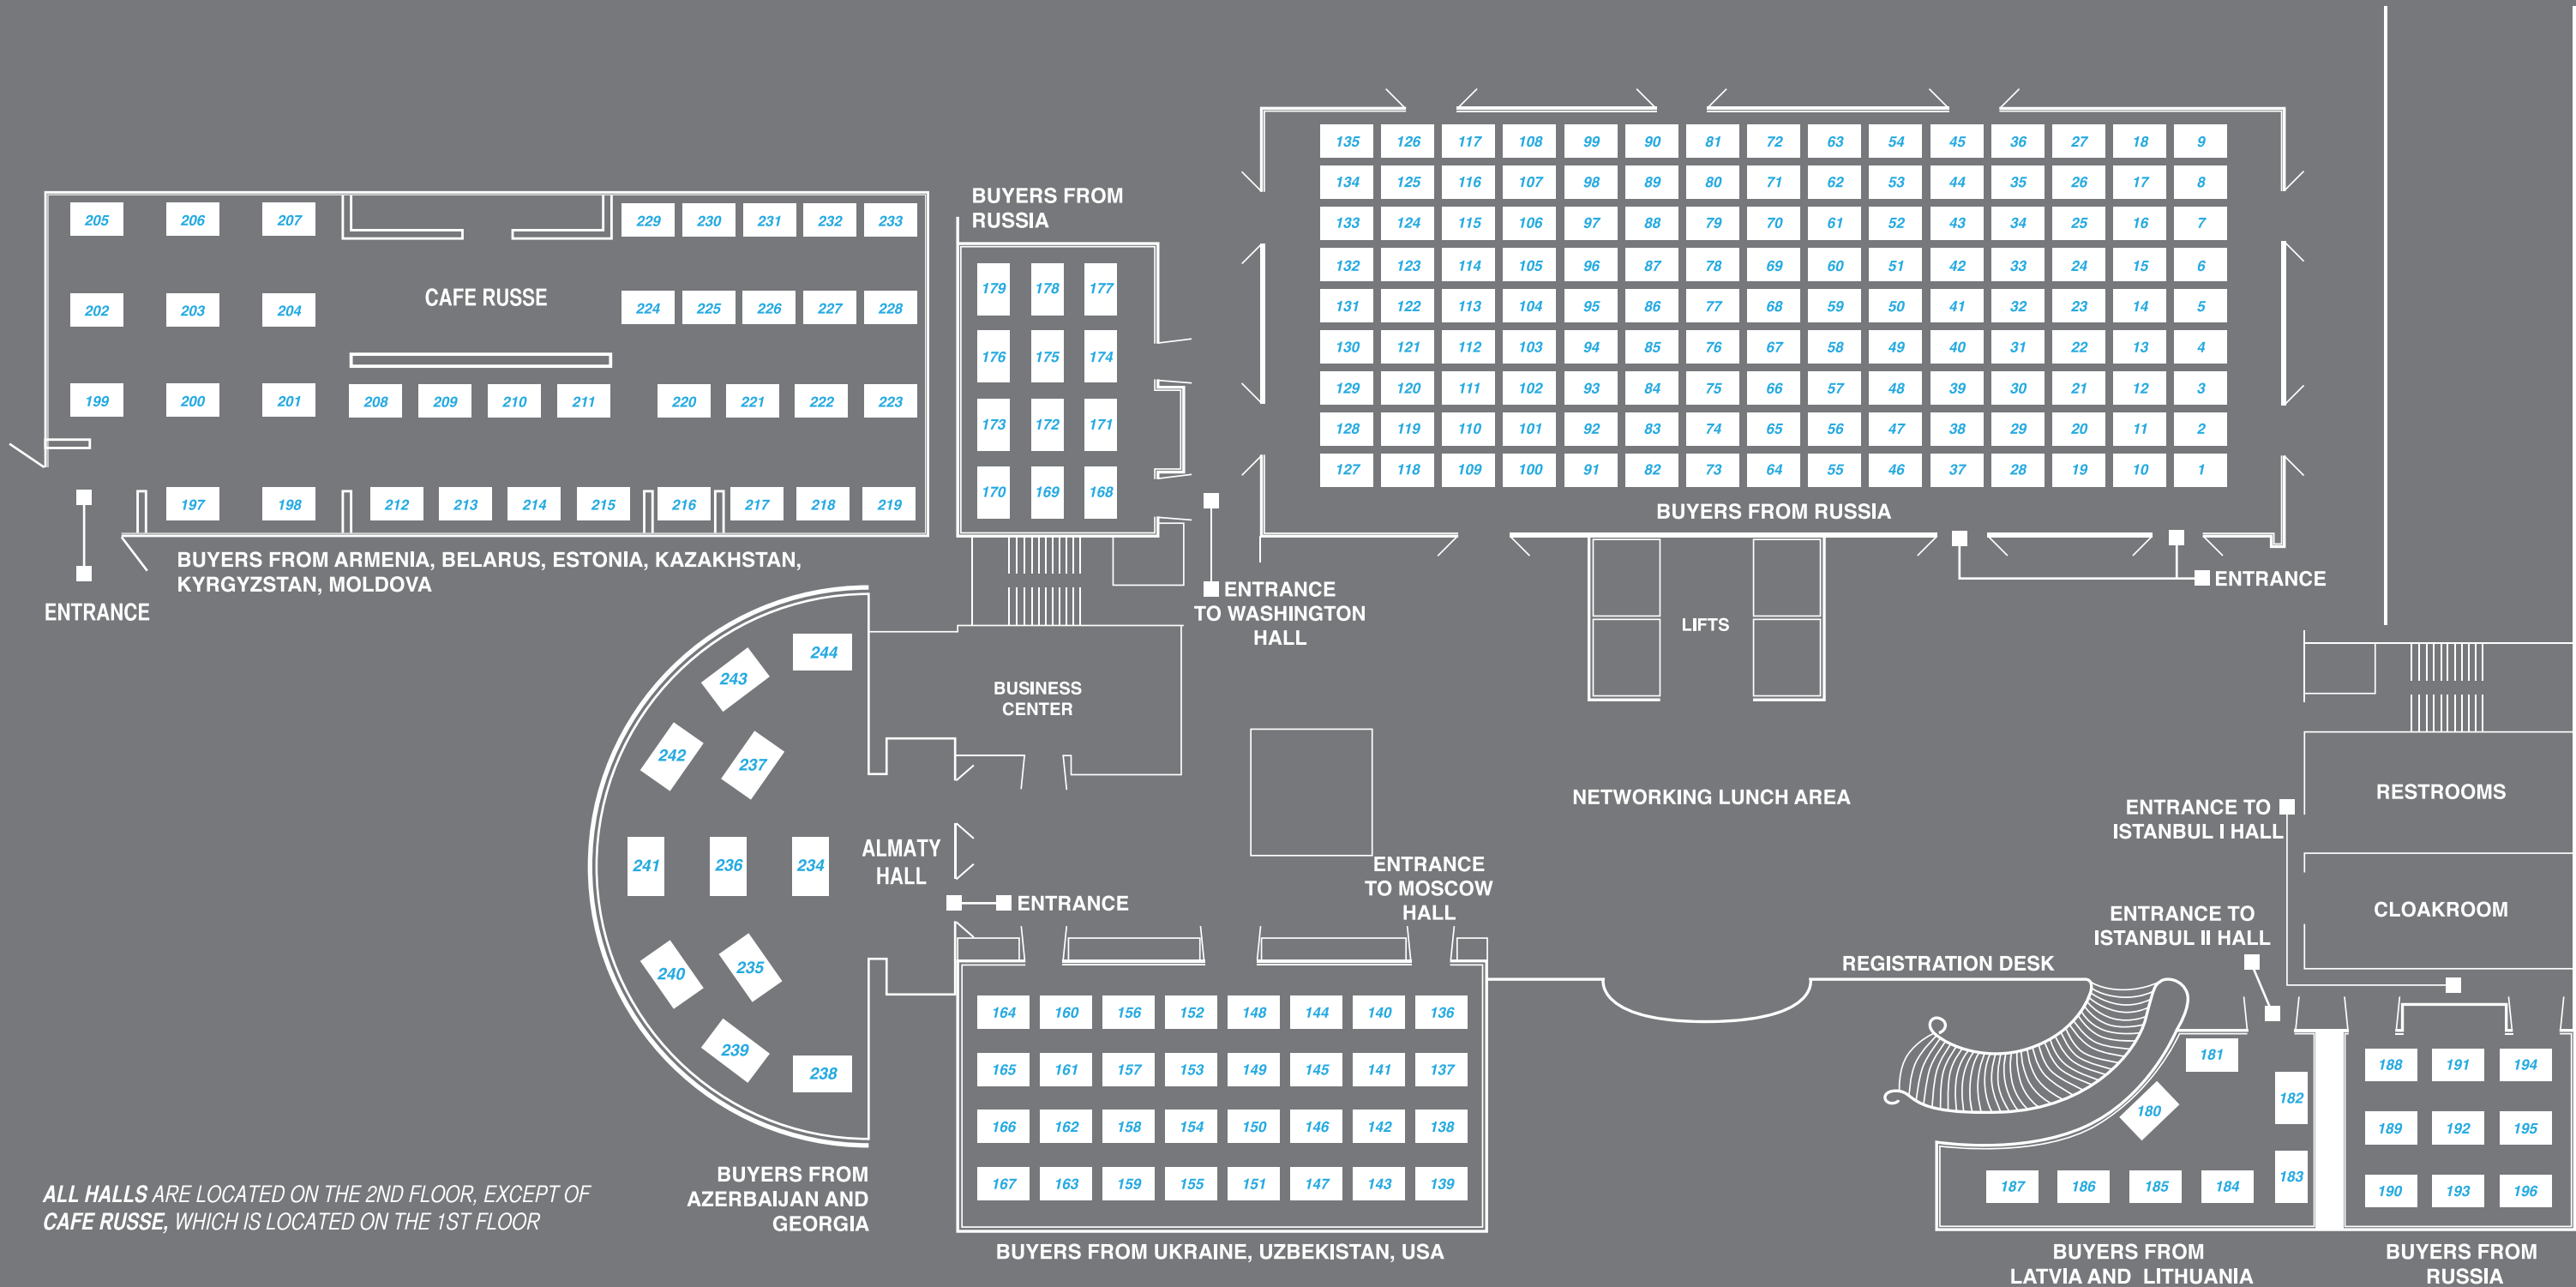 135 126 117 108 99 90 81 72 63 54 45 36 27 18 9
134 125 116 107 98 89 80 71 62 53 44 35 26 17 8
133 124 115 106 97 88 79 70 61 52 43 34 25 16 7
132 123 114 105 96 87 78 69 60 51 42 33 24 15 6
131 122 113 104 95 86 77 68 59 50 41 32 23 14 5
130 121 112 103 94 85 76 67 58 49 40 31 22 13 4
129 120 111 102 93 84 75 66 57 48 39 30 21 12 3
128 119 110 101 92 83 74 65 56 47 38 29 20 11 2
127 118 109 100 91 82 73 64 55 46 37 28 19 10 1
BUYERS FROM RUSSIA
ENTRANCE
LIFTS
205 206 207 229 230 231 232 233
CAFE RUSSE
202 203 204 224 225 226 227 228
199 200 201 208 209 210 211 220 221 222 223
197 198 212 213 214 215 216 217 218 219
BUYERS FROM ARMENIA, BELARUS, ESTONIA, KAZAKHSTAN,
KYRGYZSTAN, MOLDOVA
ENTRANCE
BUYERS FROM
RUSSIA
179 178 177
176 175 174
173 172 171
170 169 168
ENTRANCE
TO WASHINGTON
HALL
BUSINESS
CENTER
244
243
242 237
241 236 234
240 235
239
238
ALMATY
HALL
ENTRANCE
BUYERS FROM
AZERBAIJAN AND
GEORGIA
NETWORKING LUNCH AREA
ENTRANCE
TO MOSCOW
HALL
164 160 156 152 148 144 140 136
165 161 157 153 149 145 141 137
166 162 158 154 150 146 142 138
167 163 159 155 151 147 143 139
BUYERS FROM UKRAINE, UZBEKISTAN, USA
REGISTRATION DESK
RESTROOMS
ENTRANCE TO
ISTANBUL I HALL
CLOAKROOM
ENTRANCE TO
ISTANBUL II HALL
181
182
180
183
187 186 185 184
BUYERS FROM
LATVIA AND LITHUANIA
188 191 194
189 192 195
190 193 196
BUYERS FROM
RUSSIA
ALL HALLS ARE LOCATED ON THE 2ND FLOOR, EXCEPT OF
CAFE RUSSE, WHICH IS LOCATED ON THE 1ST FLOOR